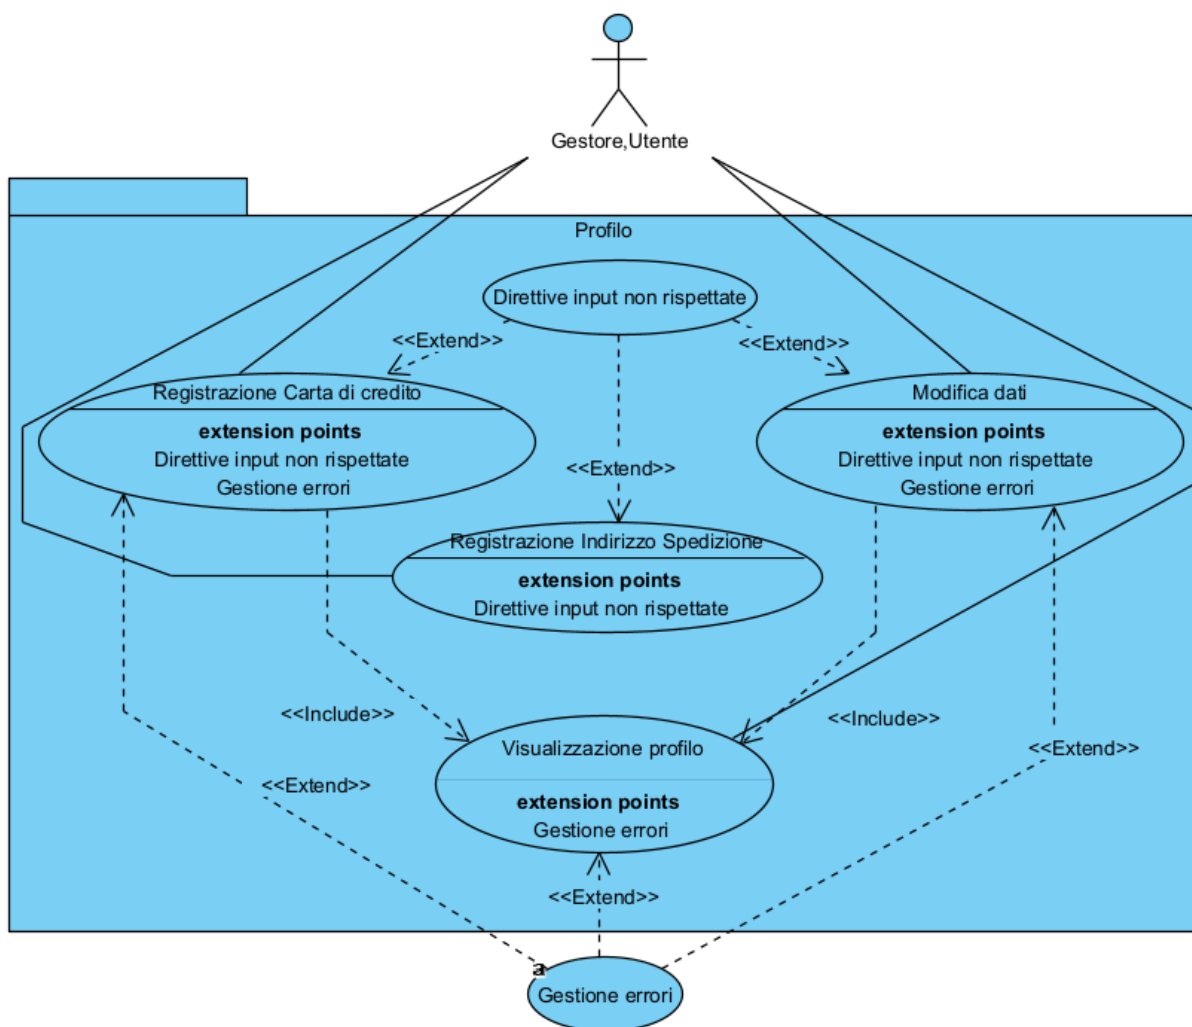 Gestore,Utente
Profilo
Direttive input non rispettate
<<Extend>>
<<Extend>>
Registrazione Carta di credito
extension points
Direttive input non rispettate
Gestione errori
Modifica dati
extension points
Direttive input non rispettate
Gestione errori
<<Extend>>
Registrazione Indirizzo Spedizione
extension points
Direttive input non rispettate
<<Include>>
<<Include>>
Visualizzazione profilo
extension points
Gestione errori
<<Extend>>
<<Extend>>
<<Extend>>
Gestione errori